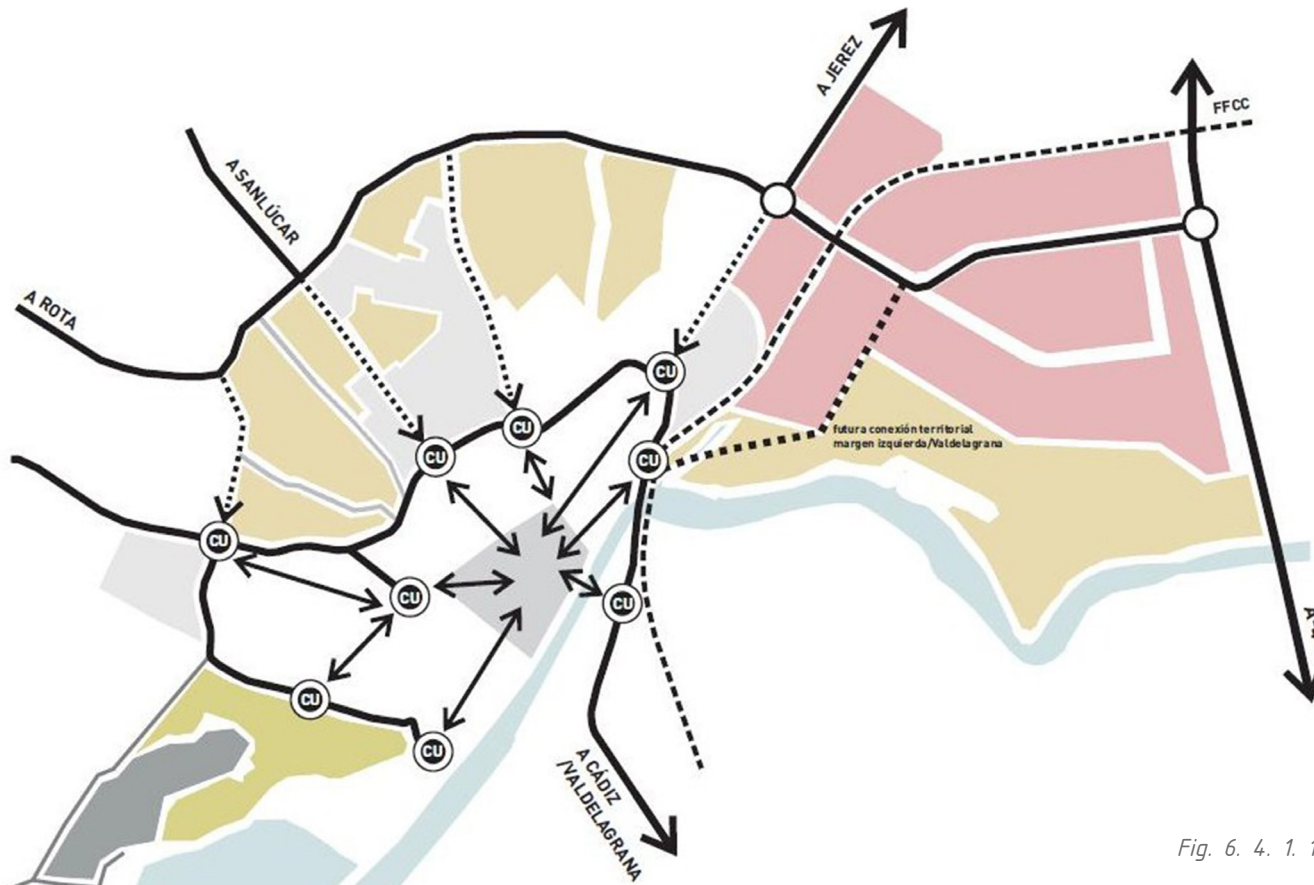 A JEREZ
FFCC
A SANLÚCAR
A ROTA
CU
CU
CU
CU
futura conexión territorial
margen izquierda/Valdelagrana
CU
CU
CU
CU
CU
A CÁDIZ
/VALDELAGRANA
Fig. 6. 4. 1. 1